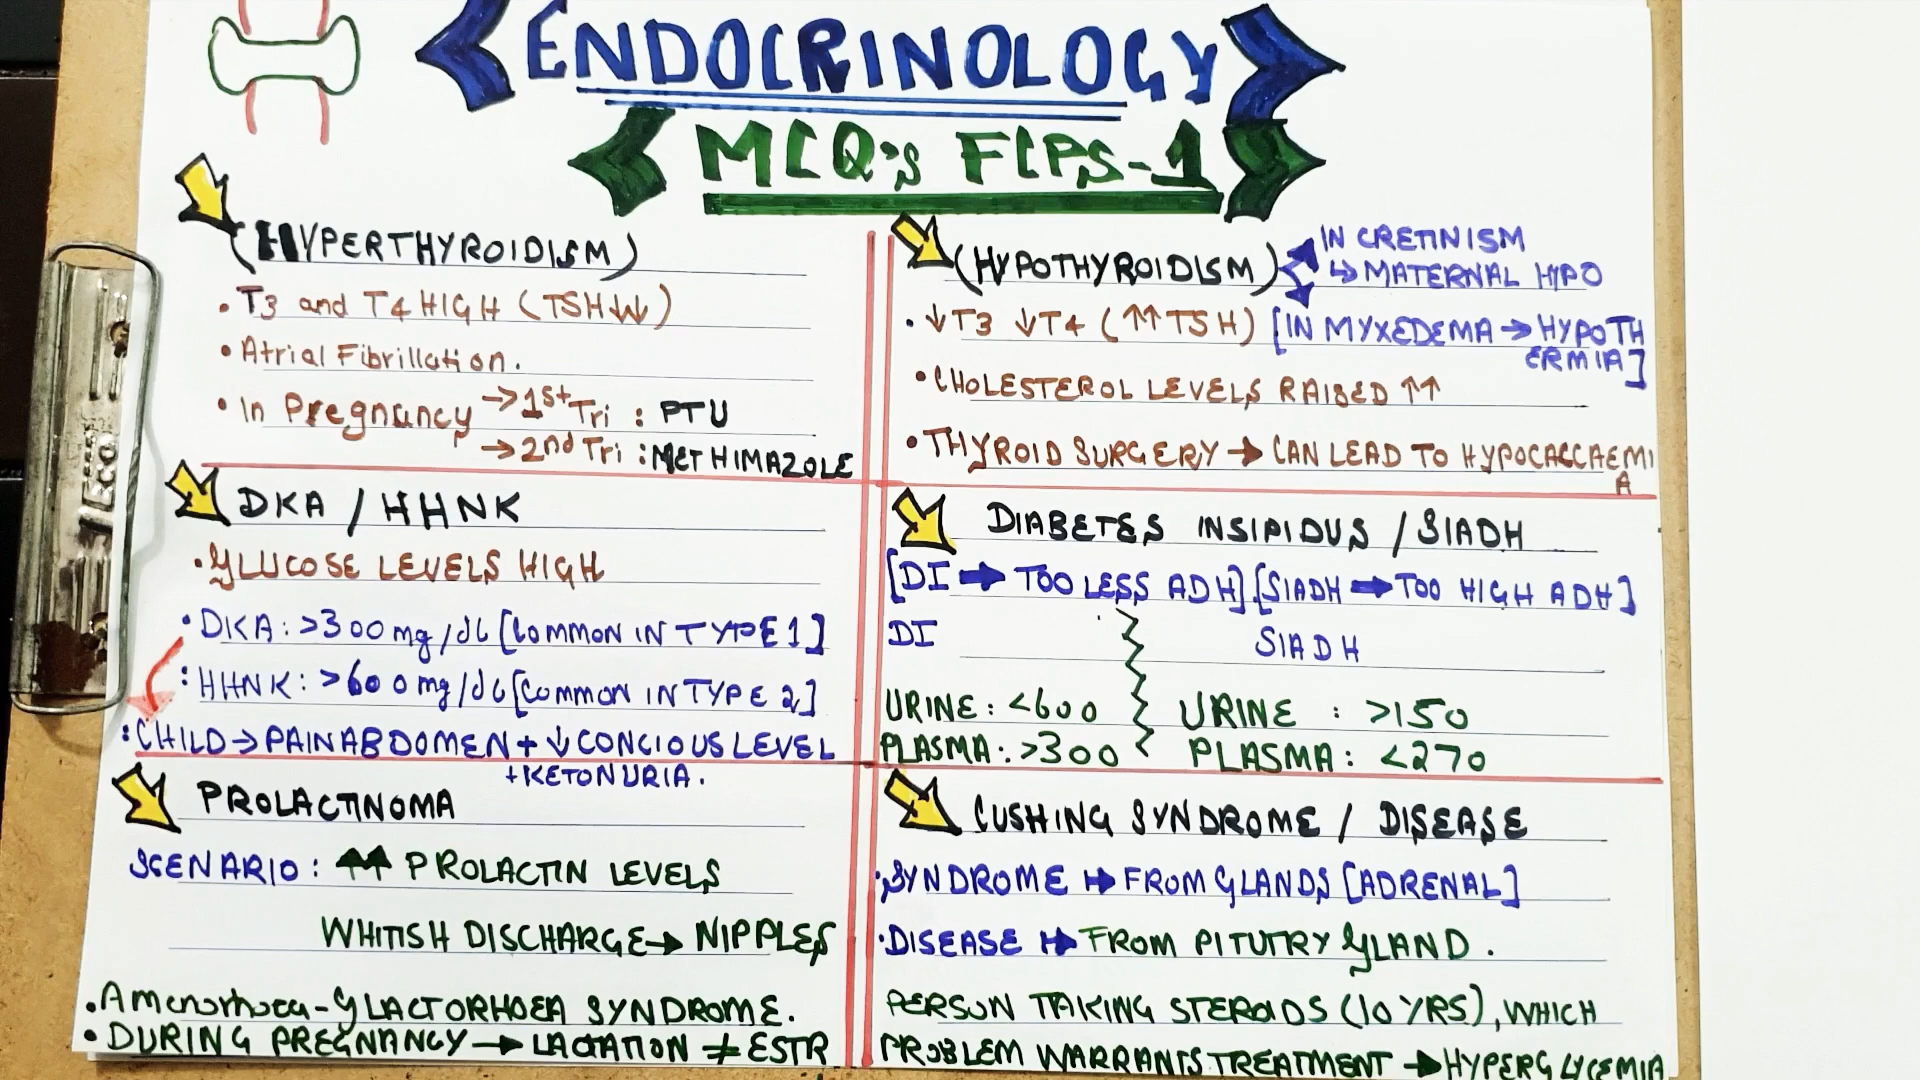 ENDOCRINOLOGY
MCQ's FCPS-1
(HYPERTHYROIDISM)
• T3 and T4 HIGH (TSH↓↓)
• Atrial Fibrillation.
• In Pregnancy → 1st Tri : PTU
→ 2nd Tri : METHIMAZOLE
(HYPOTHYROIDISM)
IN CRETINISM
↳ MATERNAL HYPO
• ↓T3 ↓T4 (↑↑TSH) [IN MYXEDEMA → HYPOTH
ERMIA]
• CHOLESTEROL LEVELS RAISED ↑↑
• THYROID SURGERY → CAN LEAD TO HYPOCALCAEMI
A
DKA / HHNK
• GLUCOSE LEVELS HIGH
• DKA : >300 mg/dl [COMMON IN TYPE 1]
: HHNK : >600 mg/dl [COMMON IN TYPE 2]
: CHILD → PAIN ABDOMEN + ↓ CONCIOUS LEVEL
+ KETONURIA.
DIABETES INSIPIDUS / SIADH
[DI → TOO LESS ADH] [SIADH → TOO HIGH ADH]
DI SIADH
URINE : <600 URINE : >150
PLASMA : >300 PLASMA : <270
PROLACTINOMA
SCENARIO : ↑↑ PROLACTIN LEVELS
WHITISH DISCHARGE → NIPPLES
• Amenorhoea - GLACTORHOEA SYNDROME.
• DURING PREGNANCY → LACTATION ≠ ESTR
CUSHING SYNDROME / DISEASE
• SYNDROME ↦ FROM GLANDS [ADRENAL]
• DISEASE ↦ FROM PITUTRY GLAND .
PERSON TAKING STEROIDS (10 YRS), WHICH
PROBLEM WARRANTS TREATMENT → HYPERGLYCEMIA
ECO